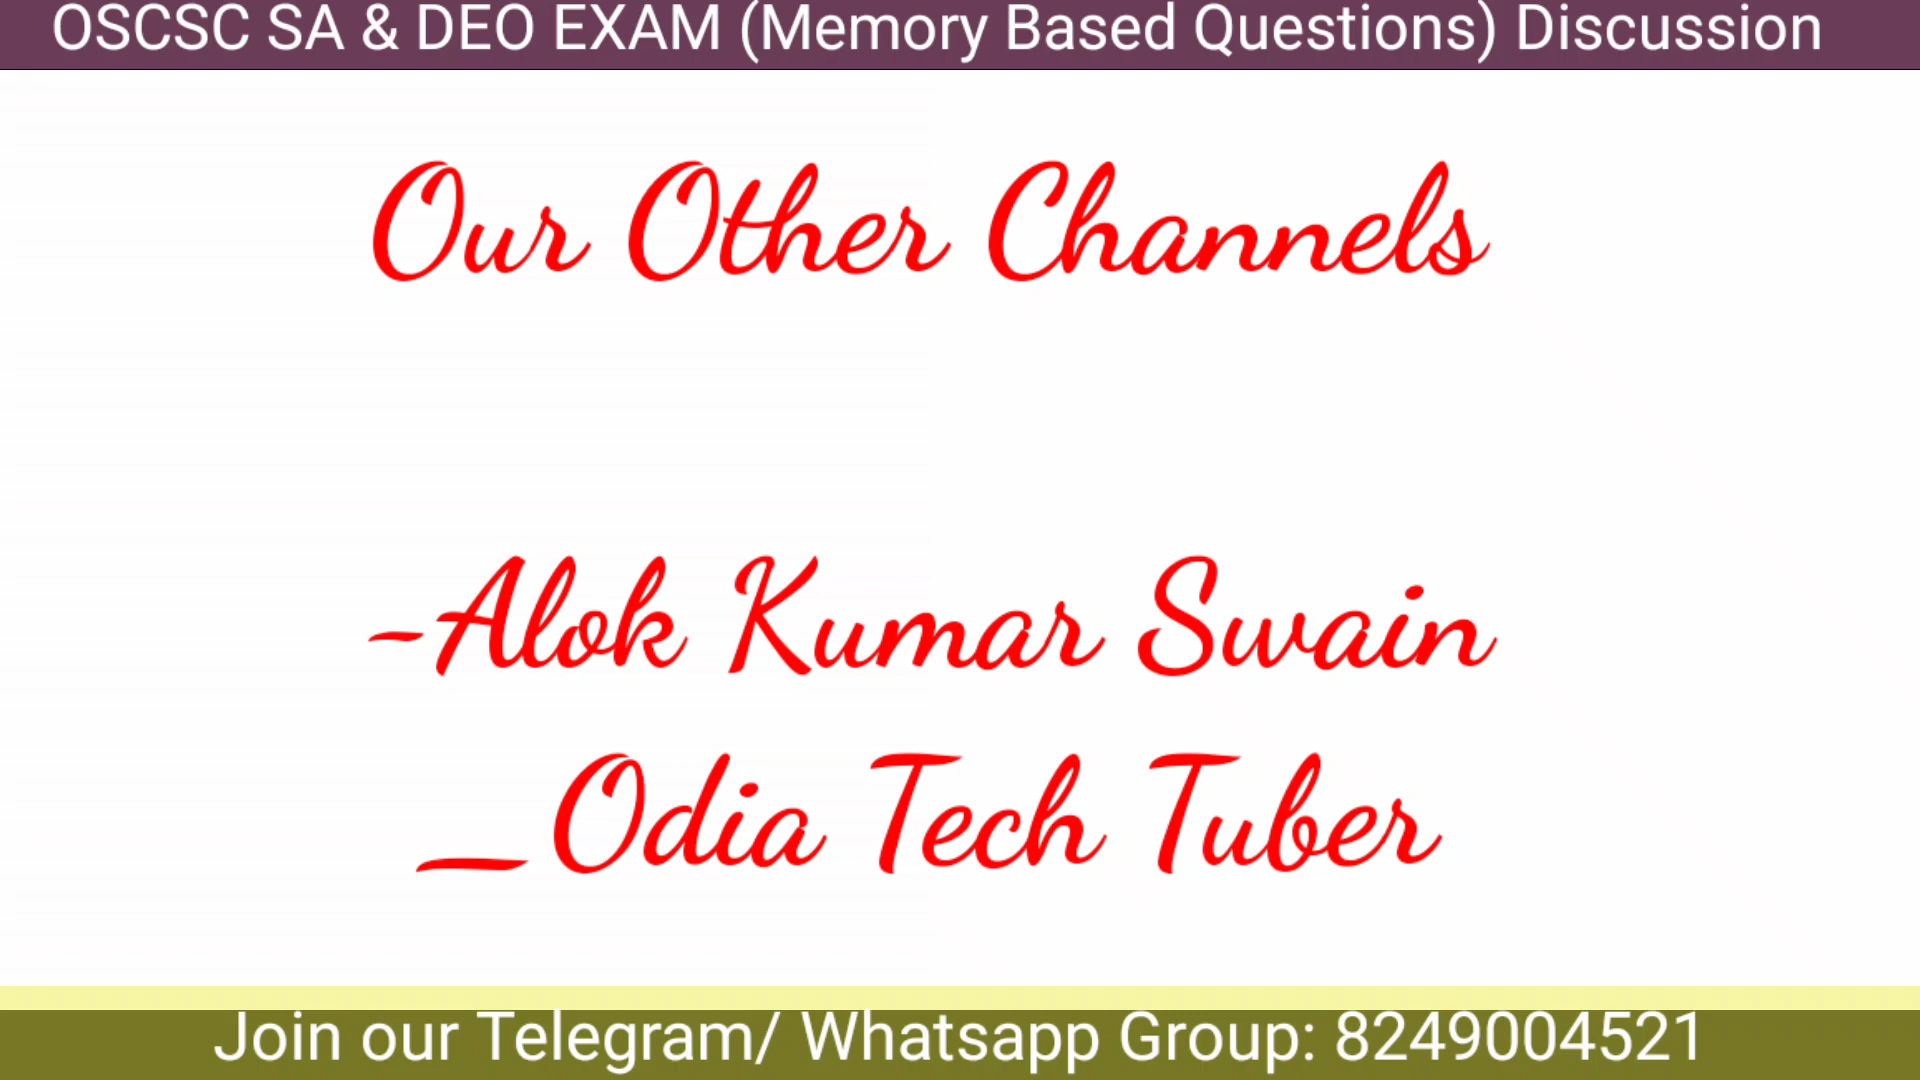 OSCSC SA & DEO EXAM (Memory Based Questions) Discussion
Our Other Channels
-Alok Kumar Swain
_Odia Tech Tuber
Join our Telegram/ Whatsapp Group: 8249004521